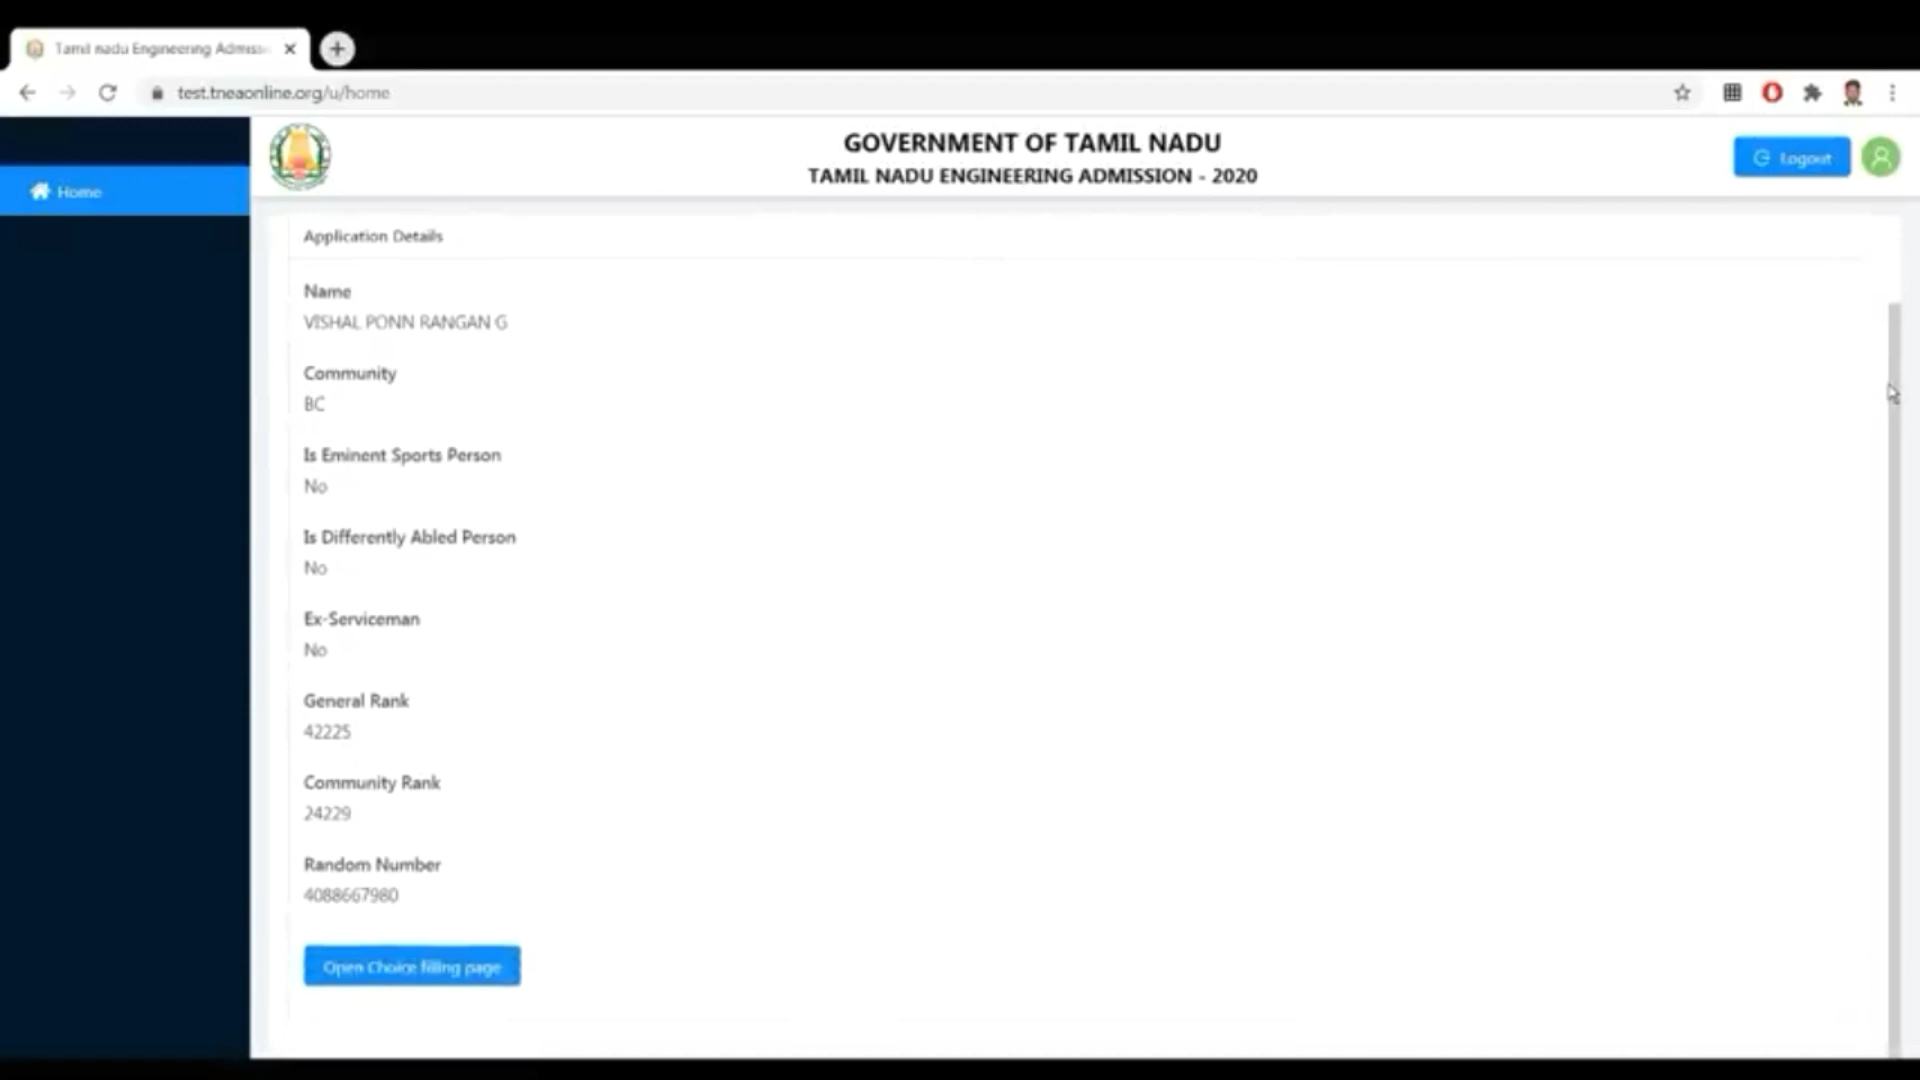 Tamil nadu Engineering Admissi
test.tneaonline.org/u/home
GOVERNMENT OF TAMIL NADU
TAMIL NADU ENGINEERING ADMISSION - 2020
Logout
Home
Application Details
Name
VISHAL PONN RANGAN G
Community
BC
Is Eminent Sports Person
No
Is Differently Abled Person
No
Ex-Serviceman
No
General Rank
42225
Community Rank
24229
Random Number
4088667980
Open Choice filling page